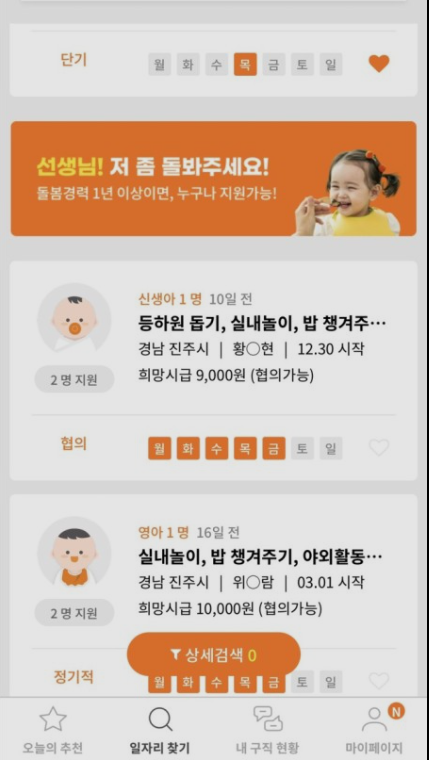 단기
월 화 수 목 금 토 일
선생님! 저 좀 돌봐주세요!
돌봄경력 1년 이상이면, 누구나 지원가능!
신생아 1 명 10일 전
등하원 돕기, 실내놀이, 밥 챙겨주···
경남 진주시 | 황○현 | 12.30 시작
희망시급 9,000원 (협의가능)
2 명 지원
협의
월 화 수 목 금 토 일
영아 1 명 16일 전
실내놀이, 밥 챙겨주기, 야외활동···
경남 진주시 | 위○람 | 03.01 시작
희망시급 10,000원 (협의가능)
2 명 지원
상세검색 0
정기적
월 화 수 목 금 토 일
오늘의 추천
일자리 찾기
내 구직 현황
N
마이페이지